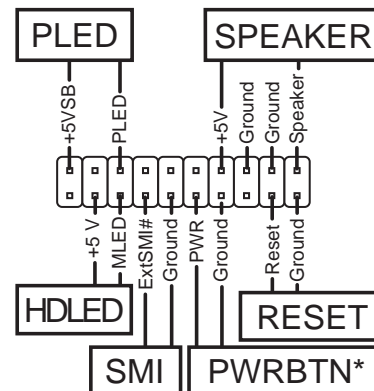 PLED SPEAKER
+5VSB
PLED
+5V
Ground
Ground
Speaker
+5 V
MLED
ExtSMI#
Ground
PWR
Ground
Reset
Ground
HDLED
RESET
SMI PWRBTN*